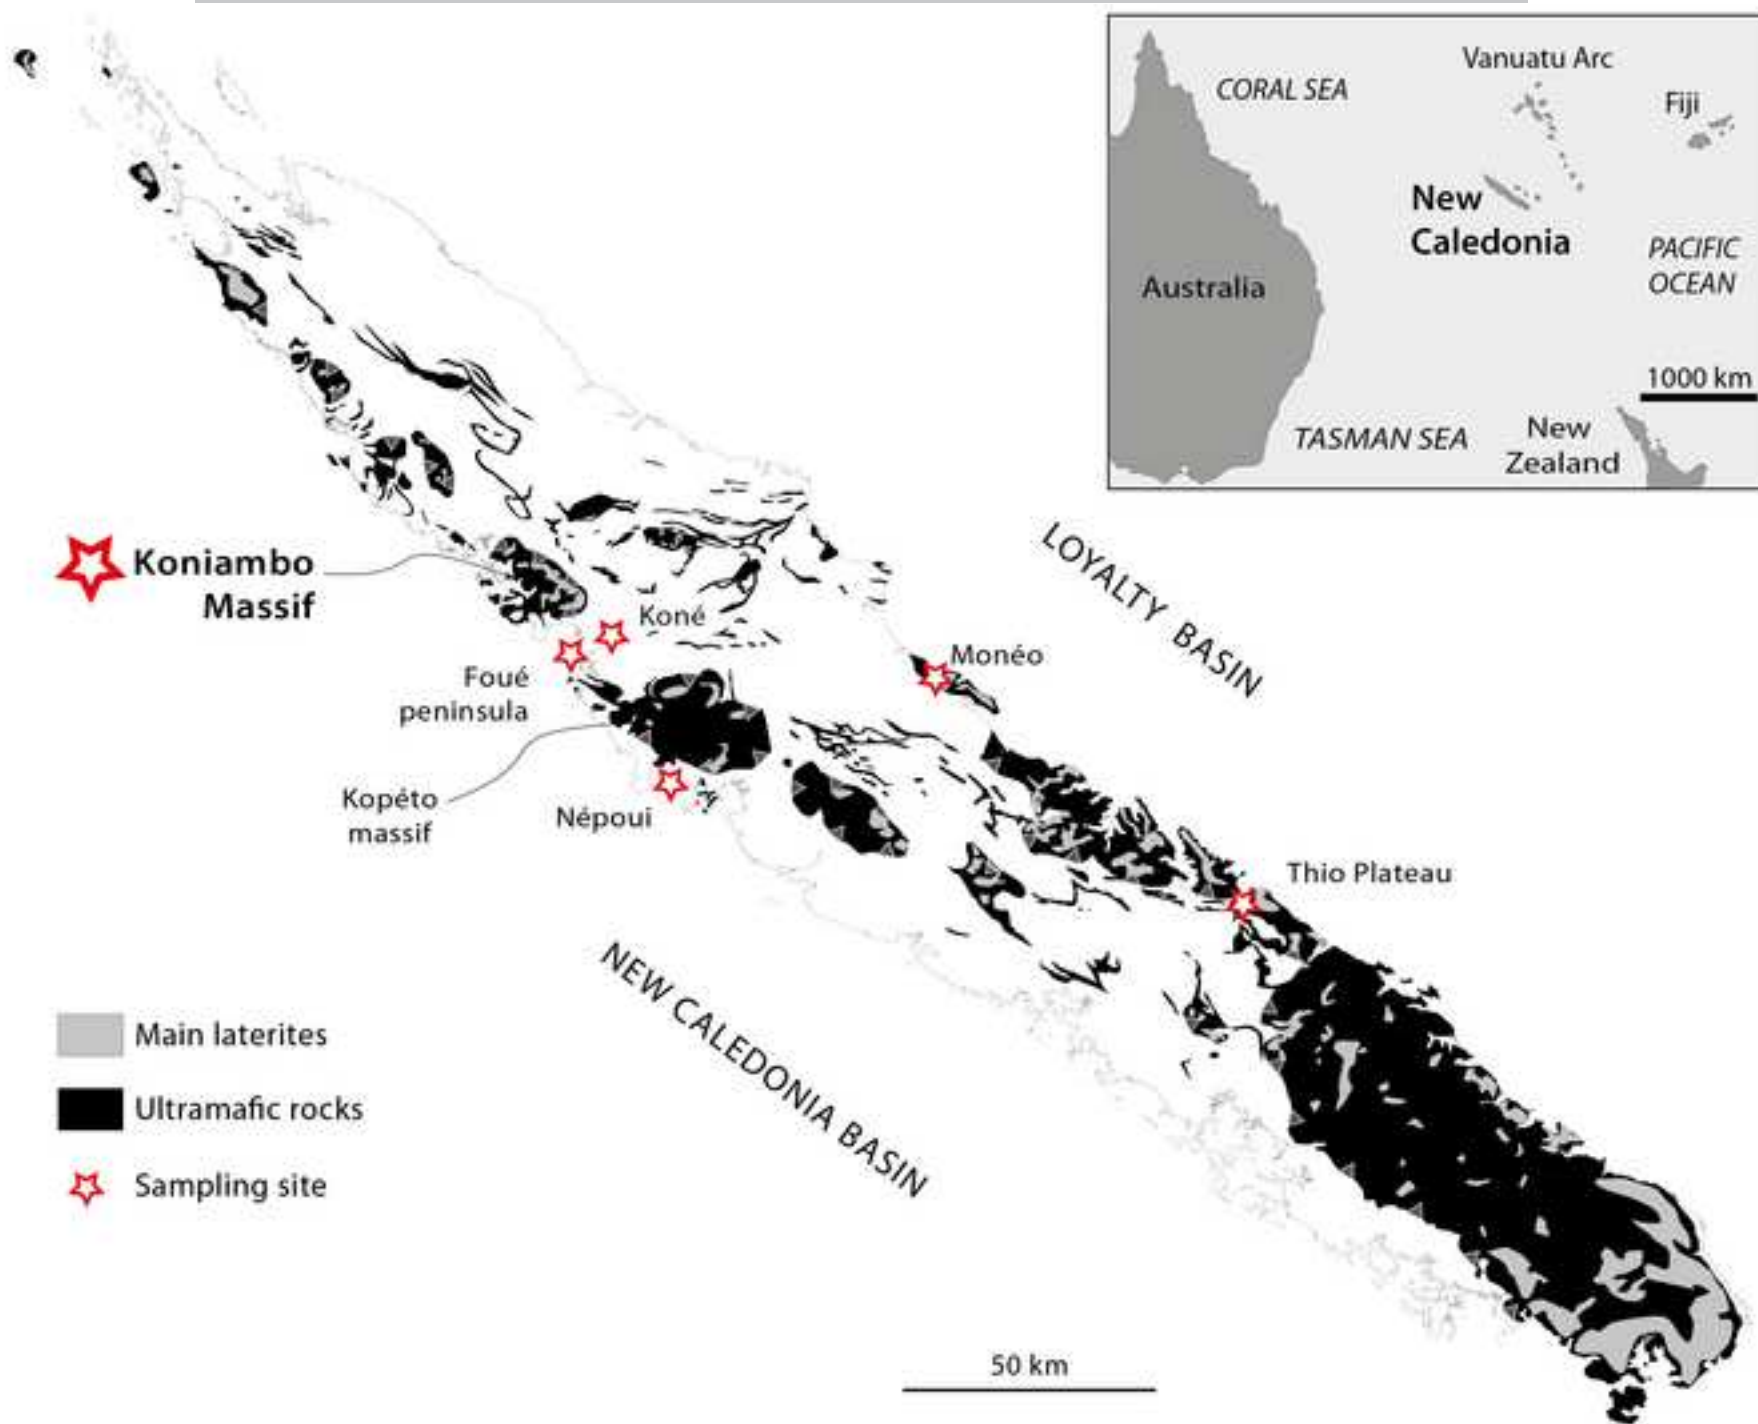 Vanuatu Arc
CORAL SEA
Fiji
New
Caledonia
PACIFIC
OCEAN
Australia
1000 km
TASMAN SEA
New
Zealand
LOYALTY BASIN
Koniambo
Massif
Koné
Monéo
Foué
peninsula
Kopéto
massif
Népoui
Thio Plateau
NEW CALEDONIA BASIN
Main laterites
Ultramafic rocks
Sampling site
50 km